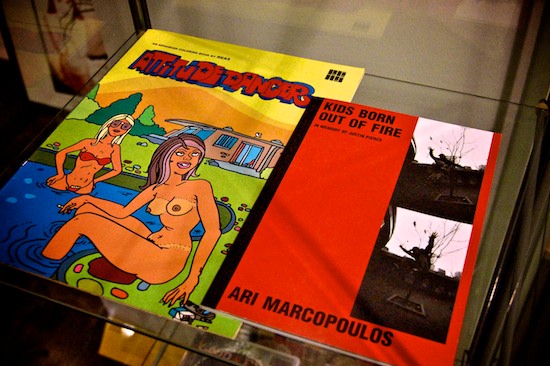 ATTITUDE DANCER
KIDS BORN
OUT OF FIRE
IN MEMORY OF JUSTIN PIERCE
ARI MARCOPOULOS